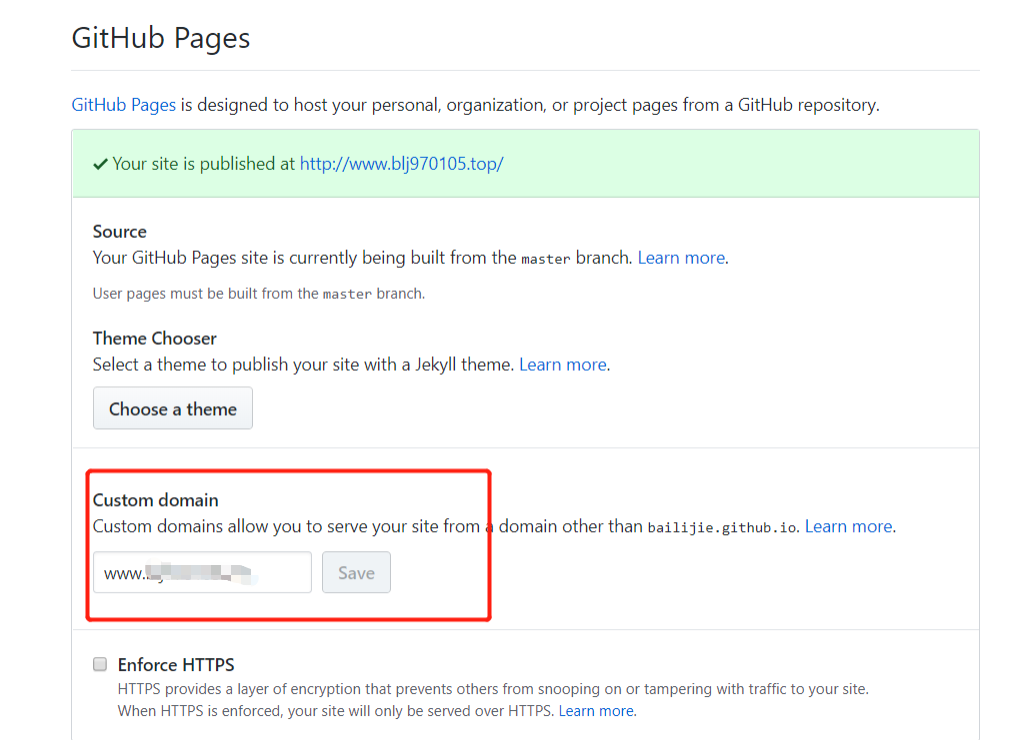 GitHub Pages
GitHub Pages is designed to host your personal, organization, or project pages from a GitHub repository.
Your site is published at http://www.blj970105.top/
Source
Your GitHub Pages site is currently being built from the master branch. Learn more.
User pages must be built from the master branch.
Theme Chooser
Select a theme to publish your site with a Jekyll theme. Learn more.
Choose a theme
Custom domain
Custom domains allow you to serve your site from a domain other than bailijie.github.io. Learn more.
www. Save
Enforce HTTPS
HTTPS provides a layer of encryption that prevents others from snooping on or tampering with traffic to your site.
When HTTPS is enforced, your site will only be served over HTTPS. Learn more.